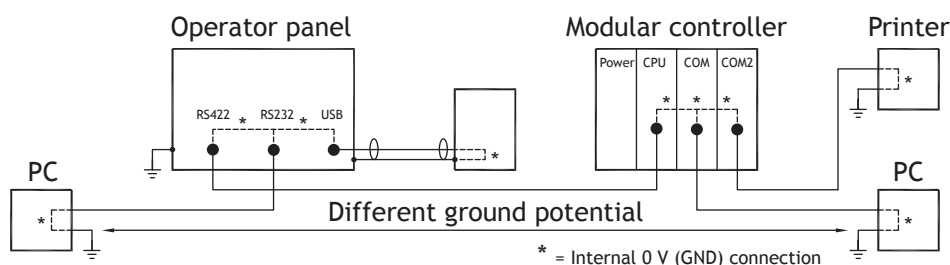 Operator panel
Modular controller
Printer
Power CPU COM COM2
*
* *
RS422 * RS232 * USB
* * *
PC
PC
*
*
Different ground potential
* = Internal 0 V (GND) connection